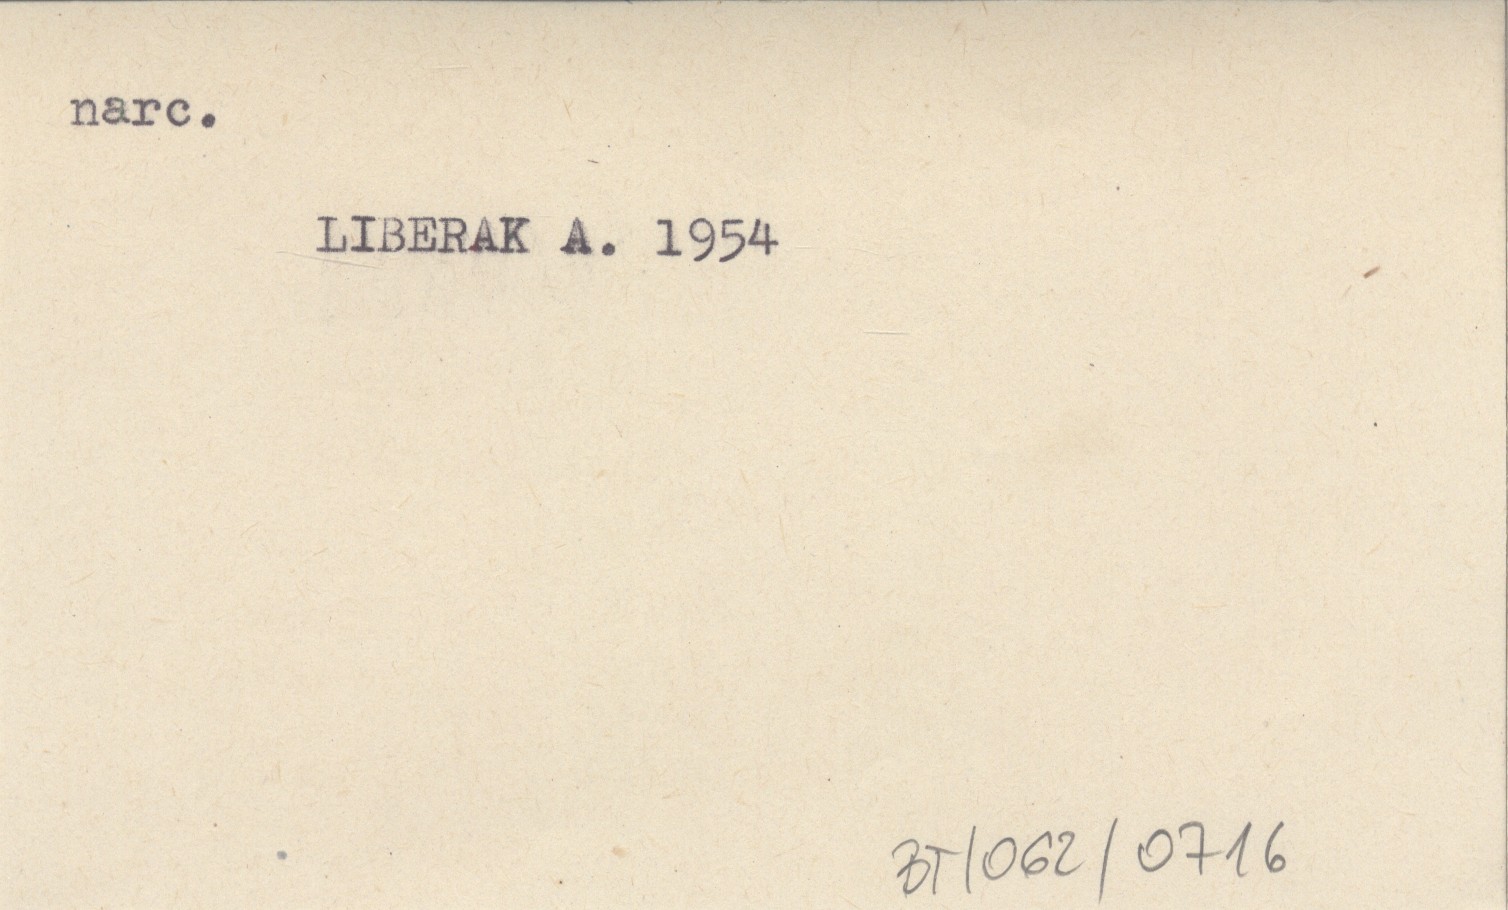 narc.
LIBERAK A. 1954
BT/062/0716